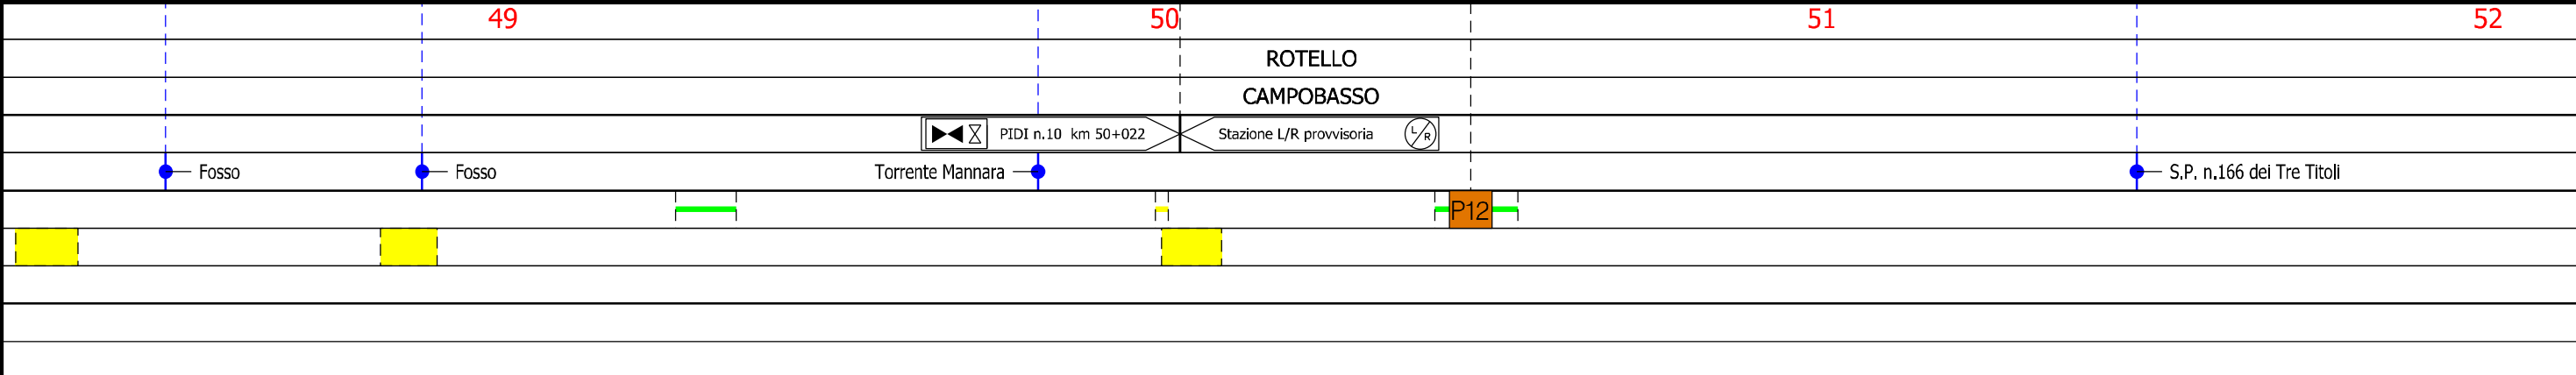 49 50 51 52
ROTELLO
CAMPOBASSO
PIDI n.10 km 50+022 Stazione L/R provvisoria L/R
Fosso Fosso Torrente Mannara S.P. n.166 dei Tre Titoli
P12